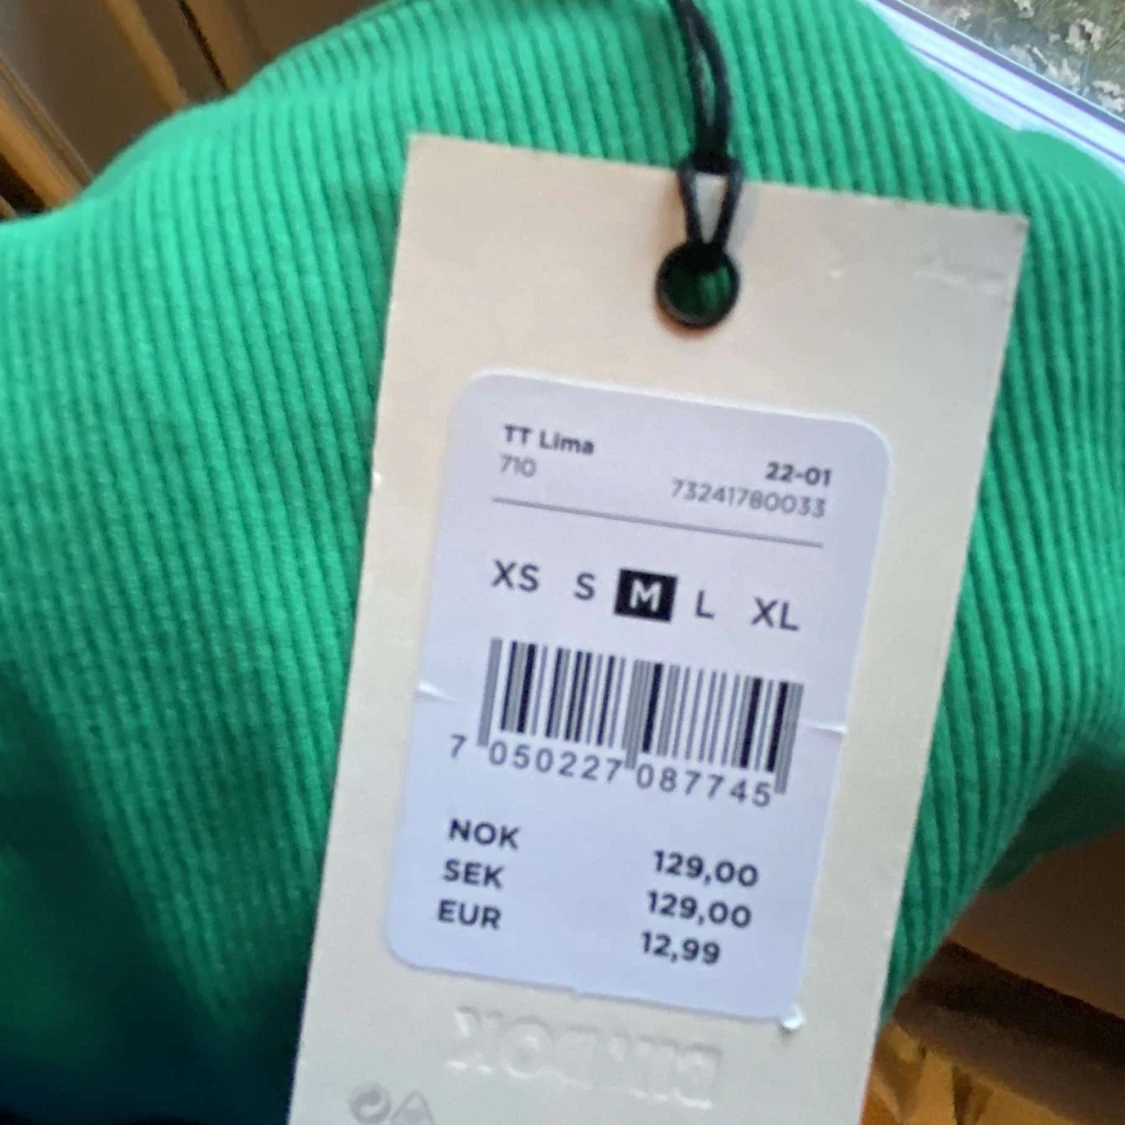 TT Lima
710
22-01
73241780033
XS S M L XL
7 050227 087745
NOK 129,00
SEK 129,00
EUR 12,99